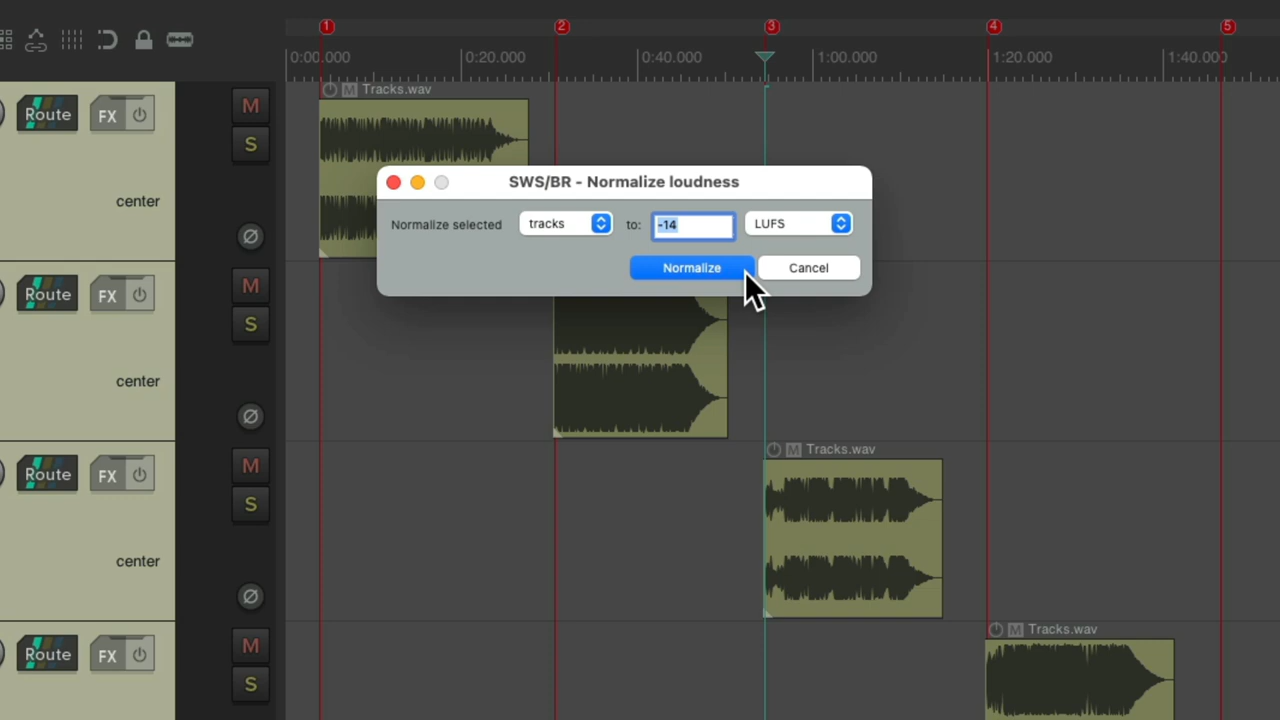 1 2 3 4 5
0:00.000 0:20.000 0:40.000 1:00.000 1:20.000 1:40.000
Route FX M M Tracks.wav
S
center
Ø
SWS/BR - Normalize loudness
Normalize selected tracks to: -14 LUFS
Normalize Cancel
Route FX M
S
center
Ø
Route FX M M Tracks.wav
S
center
Ø
Route FX M M Tracks.wav
S